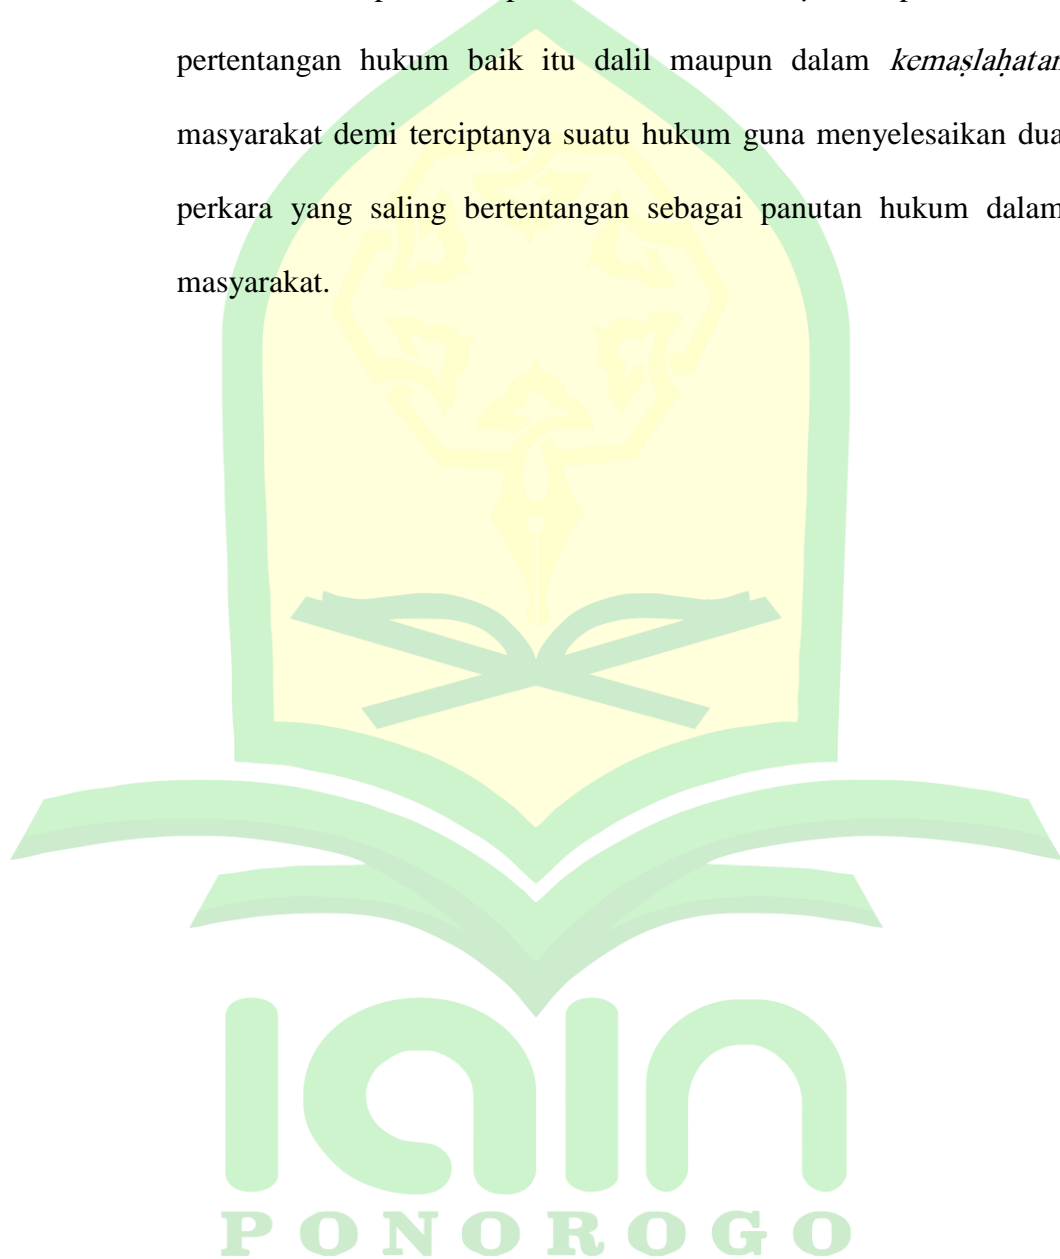 pertentangan hukum baik itu dalil maupun dalam kemaṣlaḥatan
masyarakat demi terciptanya suatu hukum guna menyelesaikan dua
perkara yang saling bertentangan sebagai panutan hukum dalam
masyarakat.
iain
PONOROGO